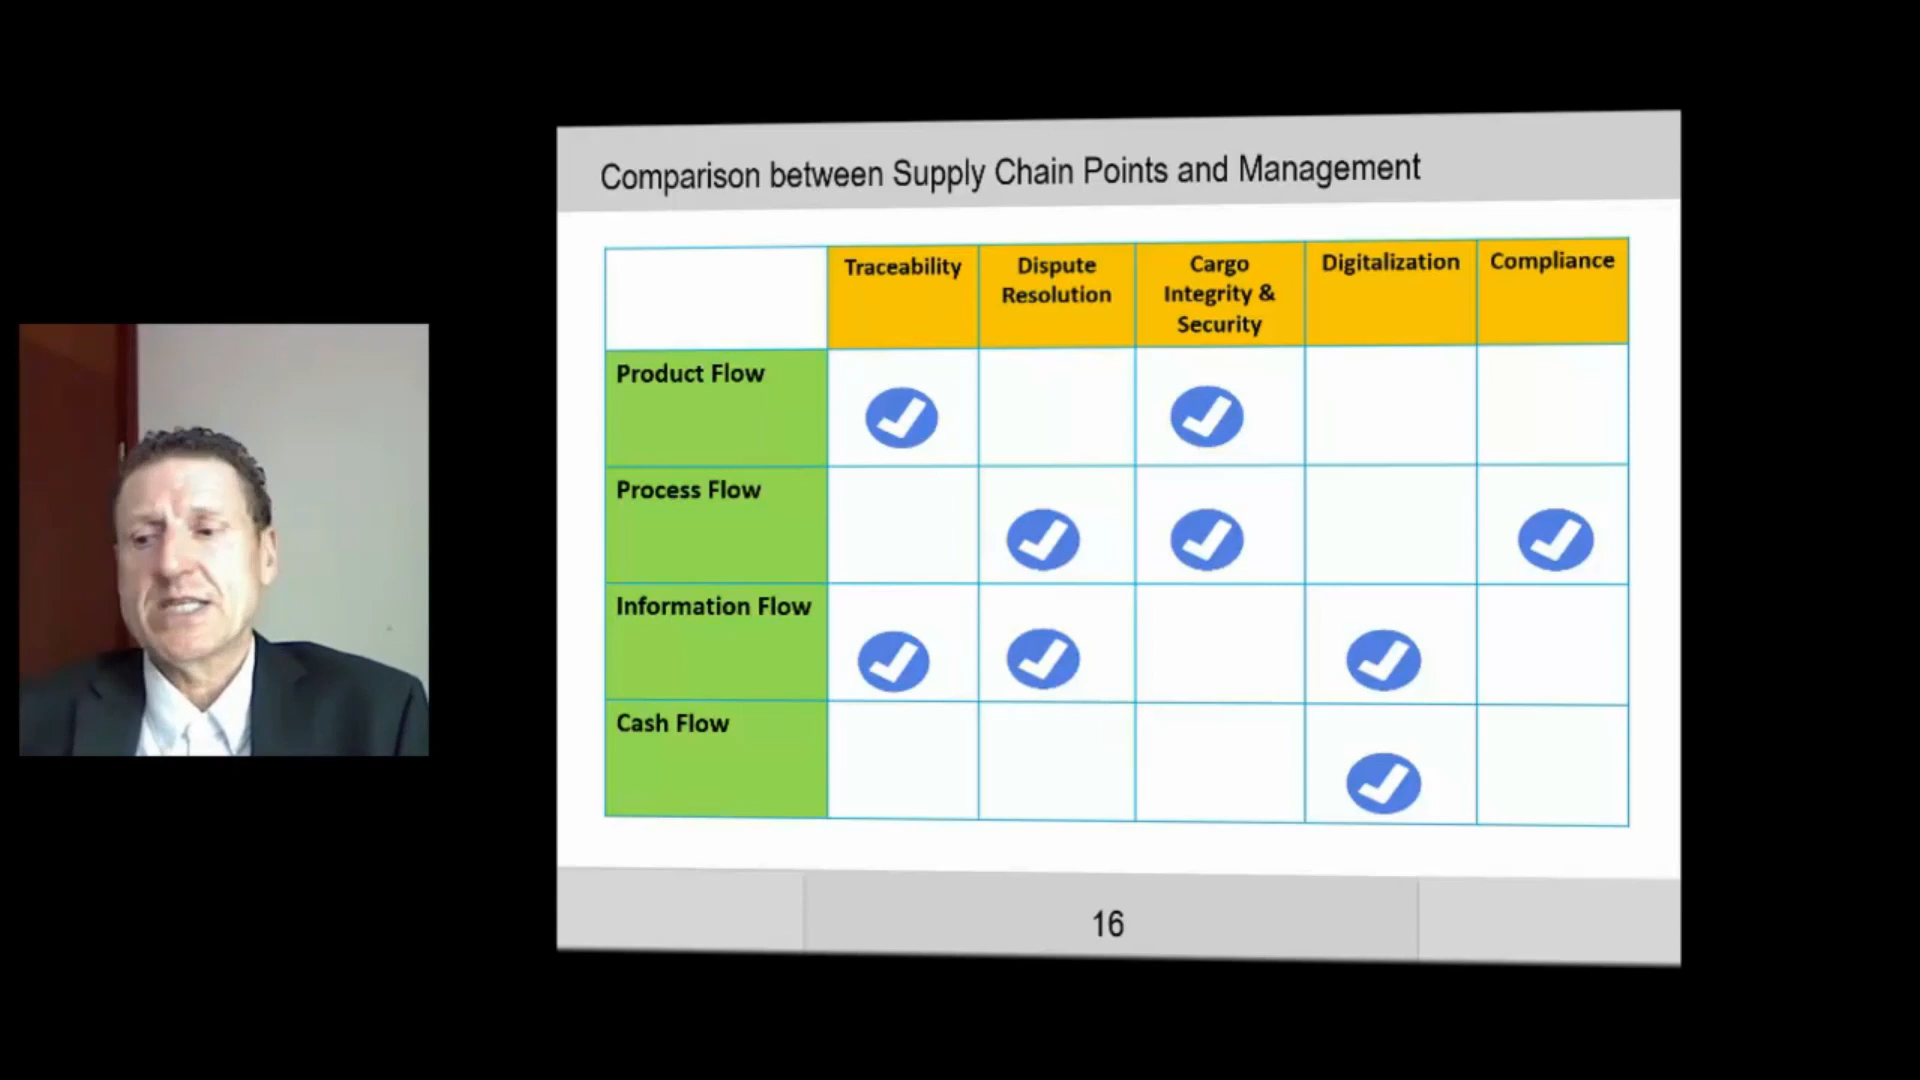 Comparison between Supply Chain Points and Management
Traceability
Dispute
Resolution
Cargo
Integrity &
Security
Digitalization
Compliance
Product Flow
Process Flow
Information Flow
Cash Flow
16